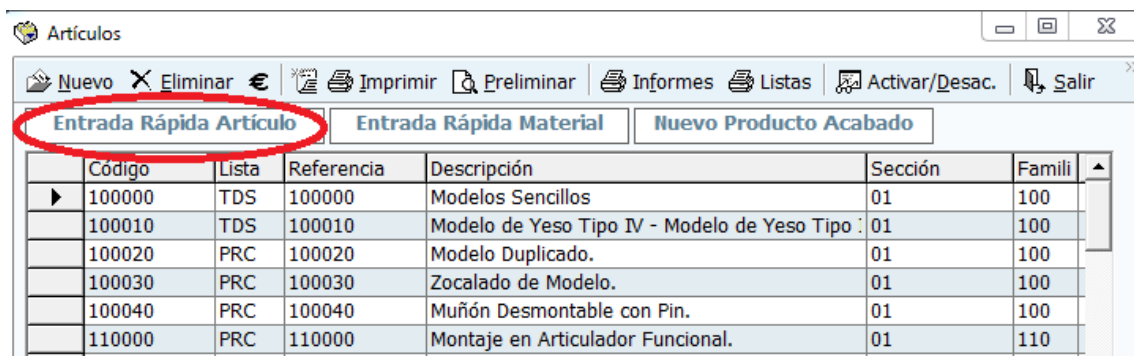 Artículos
Nuevo Eliminar € Imprimir Preliminar Informes Listas Activar/Desac. Salir
Entrada Rápida Artículo Entrada Rápida Material Nuevo Producto Acabado
Código Lista Referencia Descripción Sección Famili
100000 TDS 100000 Modelos Sencillos 01 100
100010 TDS 100010 Modelo de Yeso Tipo IV - Modelo de Yeso Tipo 01 100
100020 PRC 100020 Modelo Duplicado. 01 100
100030 PRC 100030 Zocalado de Modelo. 01 100
100040 PRC 100040 Muñón Desmontable con Pin. 01 100
110000 PRC 110000 Montaje en Articulador Funcional. 01 110